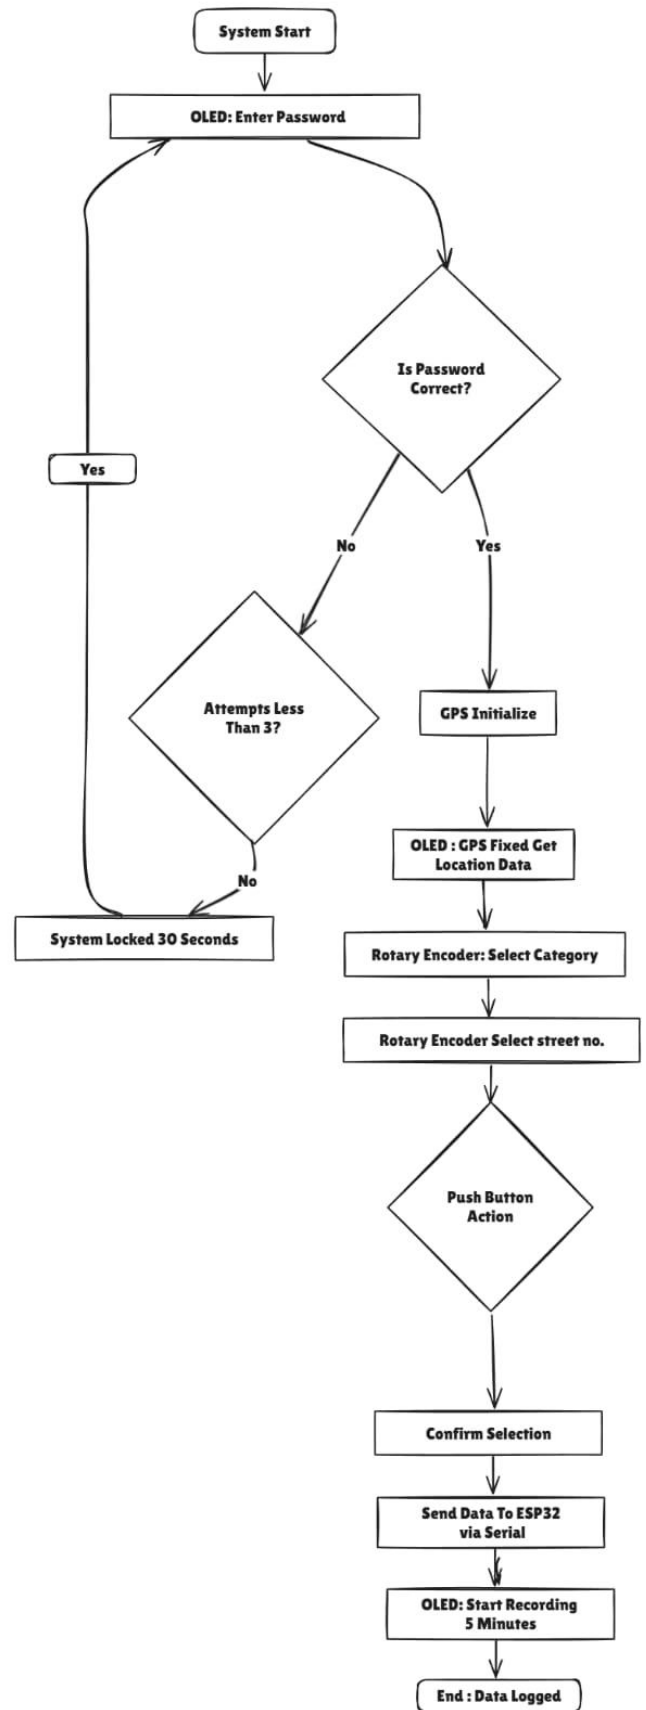 System Start
OLED: Enter Password
Is Password
Correct?
Yes
No
Yes
Attempts Less
Than 3?
GPS Initialize
OLED : GPS Fixed Get
Location Data
No
System Locked 30 Seconds
Rotary Encoder: Select Category
Rotary Encoder Select street no.
Push Button
Action
Confirm Selection
Send Data To ESP32
via Serial
OLED: Start Recording
5 Minutes
End : Data Logged